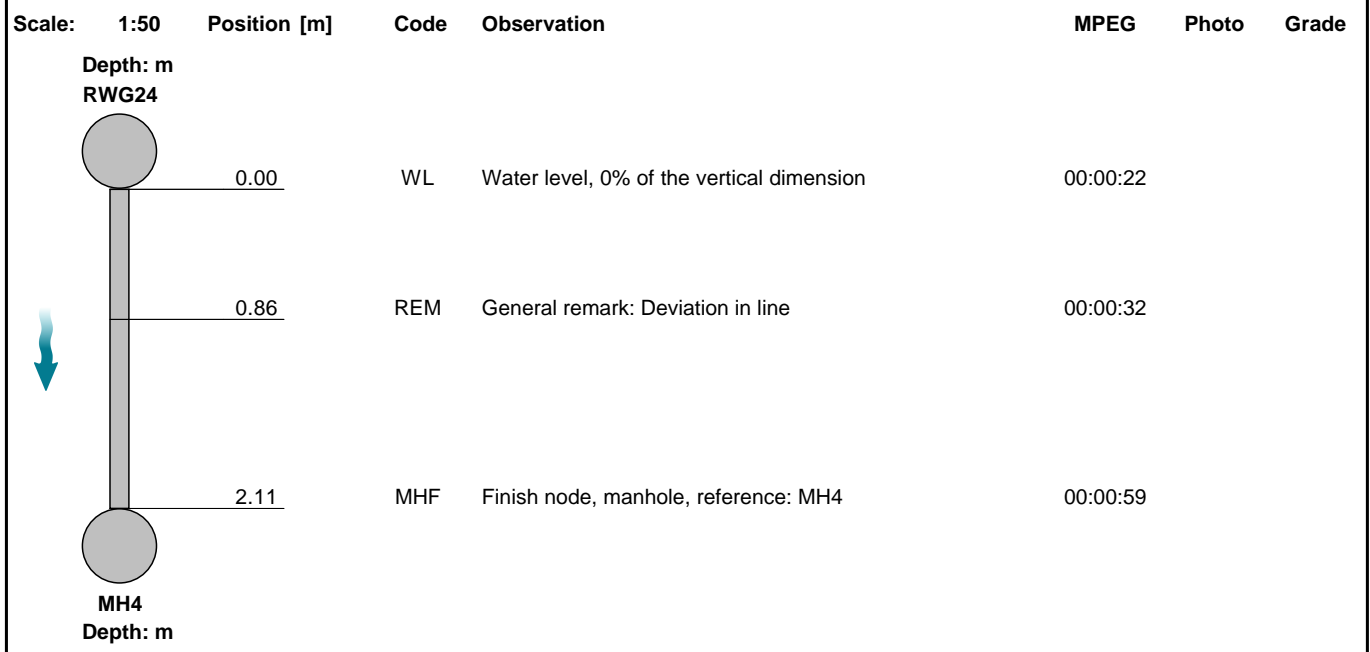 Scale: 1:50 Position [m] Code Observation MPEG Photo Grade
Depth: m
RWG24
0.00 WL Water level, 0% of the vertical dimension 00:00:22
0.86 REM General remark: Deviation in line 00:00:32
2.11 MHF Finish node, manhole, reference: MH4 00:00:59
MH4
Depth: m